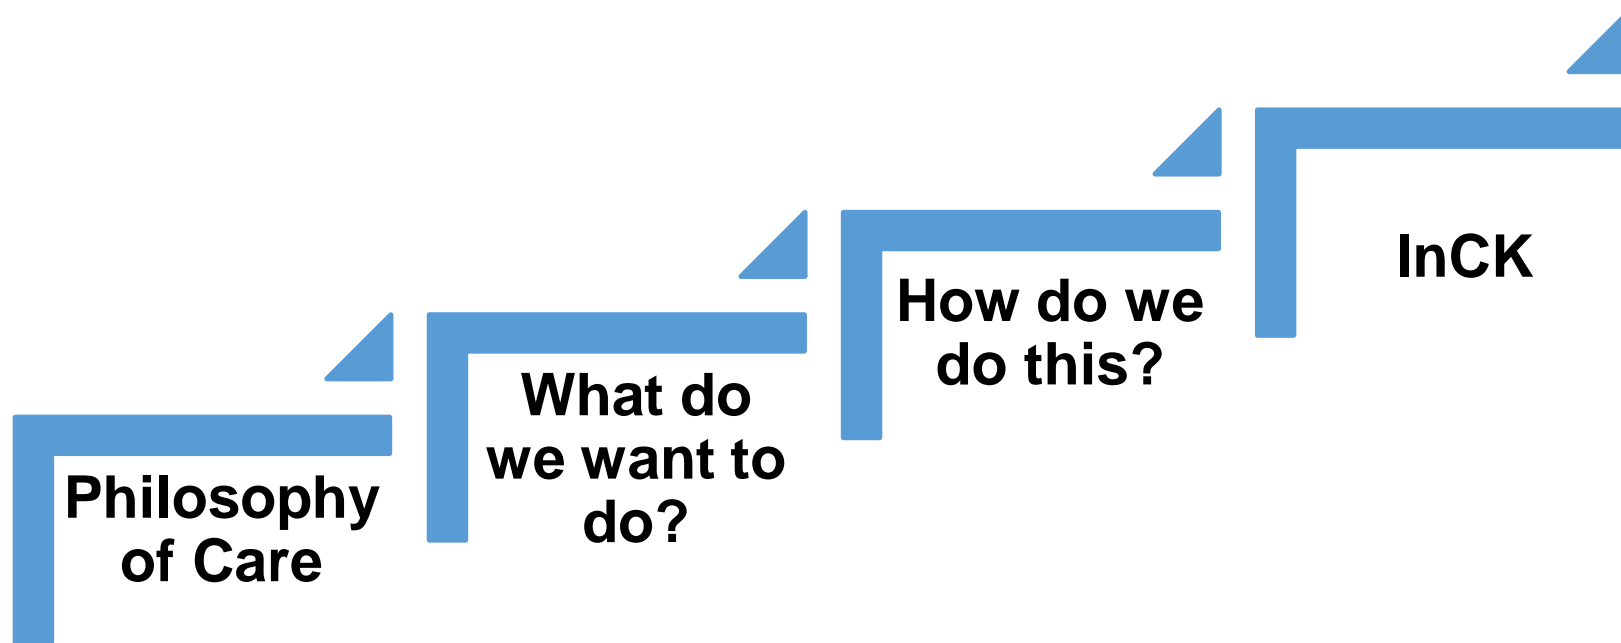 Philosophy
of Care
What do
we want to
do?
How do we
do this?
InCK